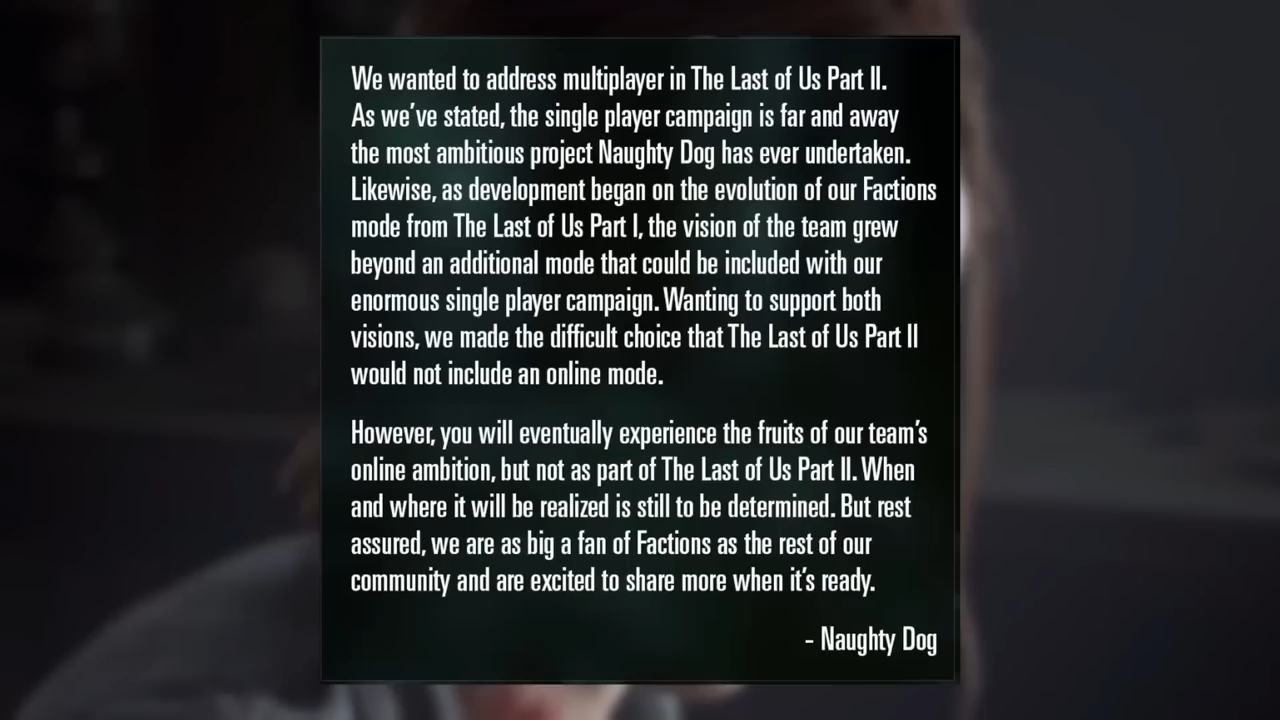 We wanted to address multiplayer in The Last of Us Part II.
As we've stated, the single player campaign is far and away
the most ambitious project Naughty Dog has ever undertaken.
Likewise, as development began on the evolution of our Factions
mode from The Last of Us Part I, the vision of the team grew
beyond an additional mode that could be included with our
enormous single player campaign. Wanting to support both
visions, we made the difficult choice that The Last of Us Part II
would not include an online mode.
However, you will eventually experience the fruits of our team's
online ambition, but not as part of The Last of Us Part II. When
and where it will be realized is still to be determined. But rest
assured, we are as big a fan of Factions as the rest of our
community and are excited to share more when it's ready.
- Naughty Dog